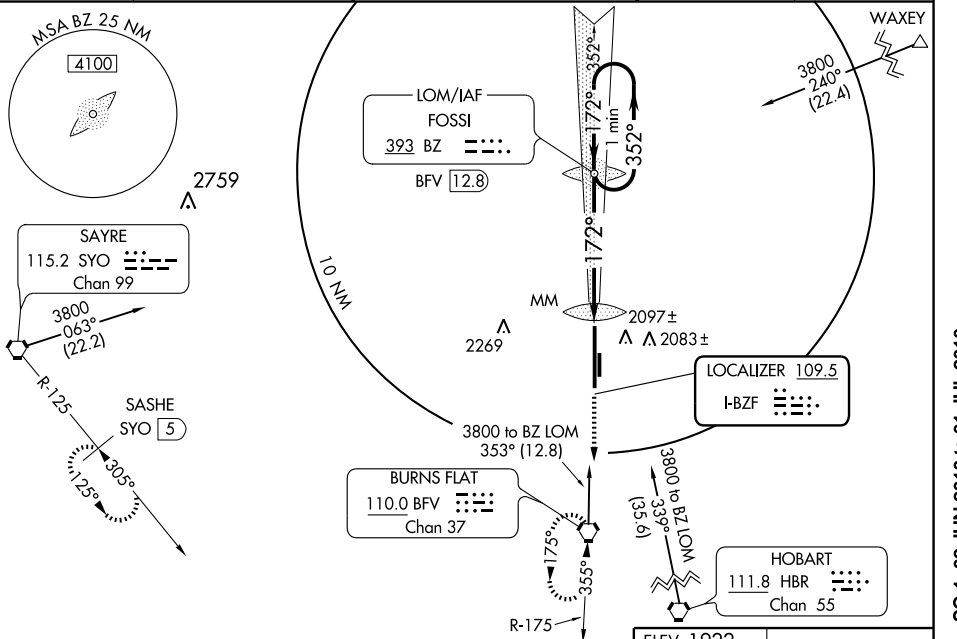 MSA BZ 25 NM
4100
2759
SAYRE
115.2 SYO
Chan 99
3800
063°
(22.2)
R-125
SASHE
SYO 5
305°
125°
LOM/IAF
FOSSI
393 BZ
BFV 12.8
352°
172°
1 min
352°
172°
10 NM
MM
2097±
2083±
2269
WAXEY
3800
240°
(22.4)
LOCALIZER 109.5
I-BZF
3800 to BZ LOM
353° (12.8)
BURNS FLAT
110.0 BFV
Chan 37
175°
355°
R-175
3800 to BZ LOM
339°
(35.6)
HOBART
111.8 HBR
Chan 55
ELEV 1922